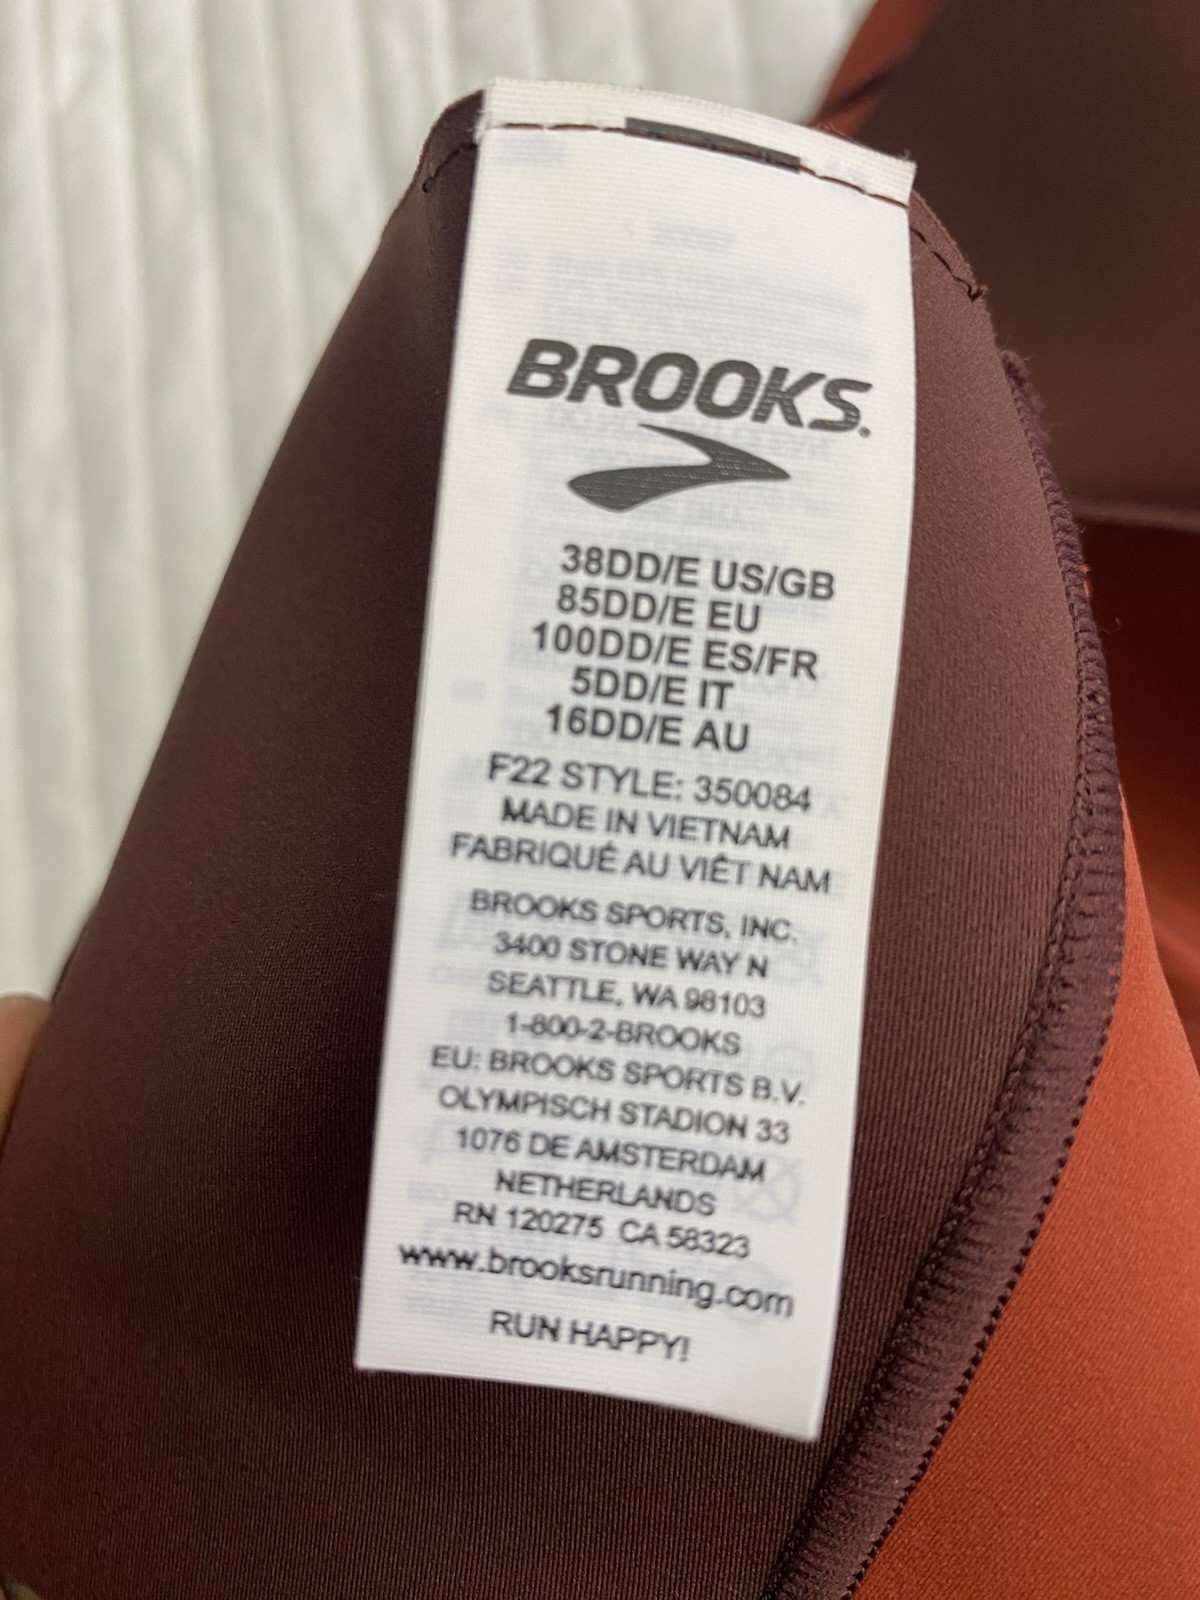 BROOKS.
38DD/E US/GB
85DD/E EU
100DD/E ES/FR
5DD/E IT
16DD/E AU
F22 STYLE: 350084
MADE IN VIETNAM
FABRIQUÉ AU VIÊT NAM
BROOKS SPORTS, INC.
3400 STONE WAY N
SEATTLE, WA 98103
1-800-2-BROOKS
EU: BROOKS SPORTS B.V.
OLYMPISCH STADION 33
1076 DE AMSTERDAM
NETHERLANDS
RN 120275 CA 58323
www.brooksrunning.com
RUN HAPPY!